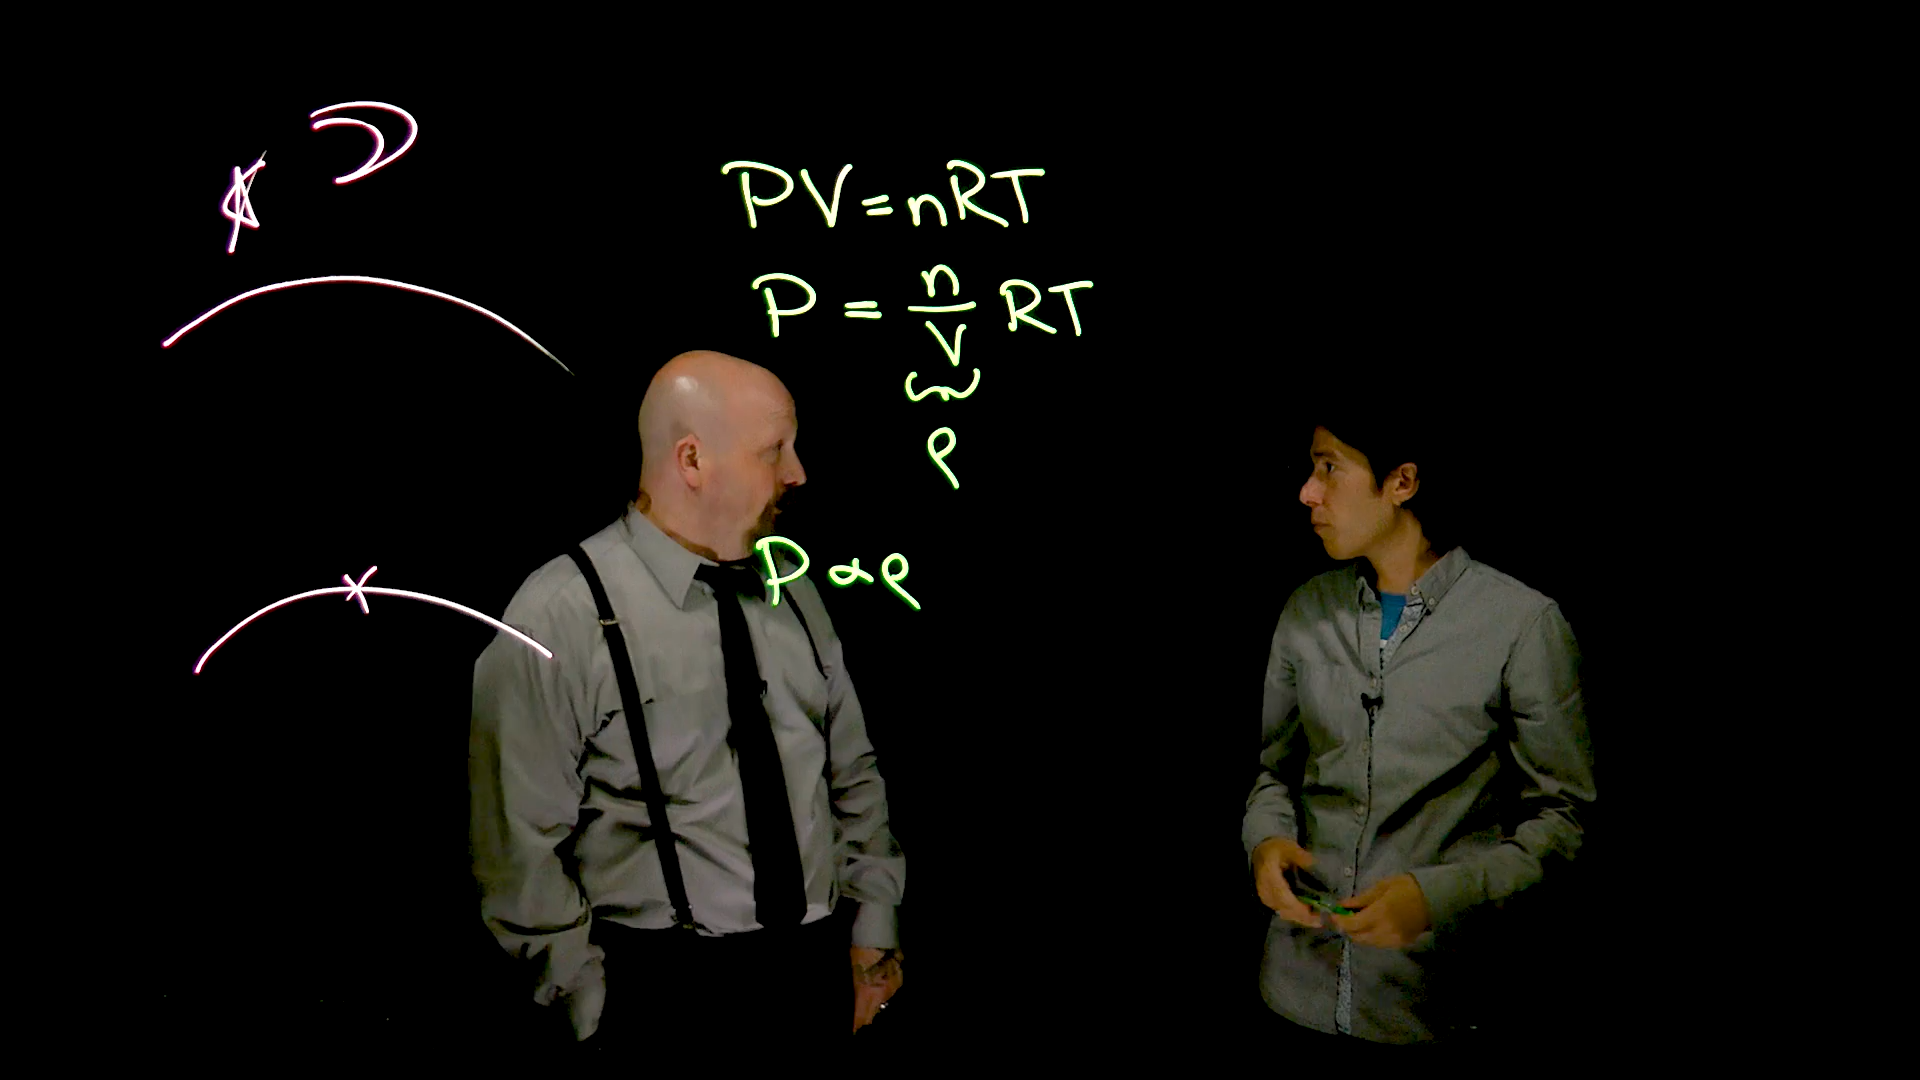 PV = nRT
P = n/V RT
ρ
P ∝ ρ